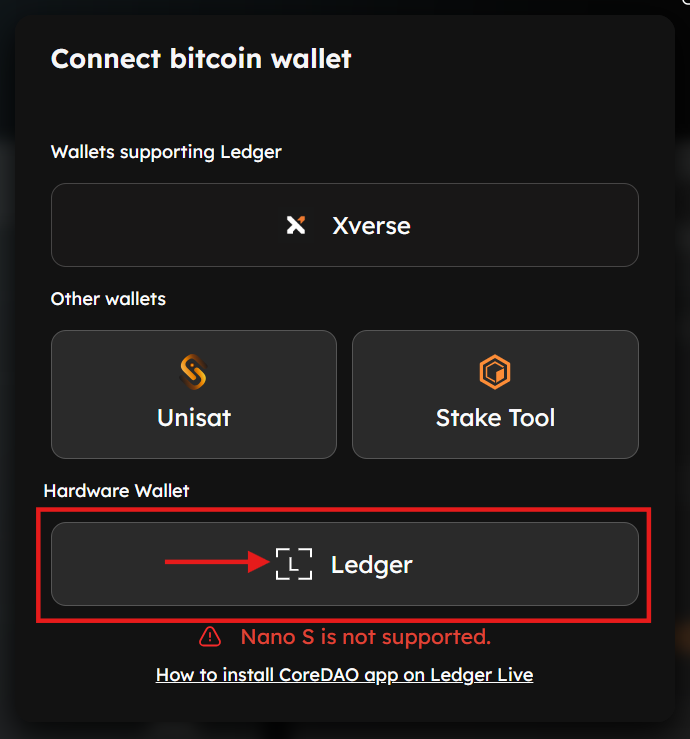 Connect bitcoin wallet
Wallets supporting Ledger
Xverse
Other wallets
Unisat
Stake Tool
Hardware Wallet
L
Ledger
Nano S is not supported.
How to install CoreDAO app on Ledger Live